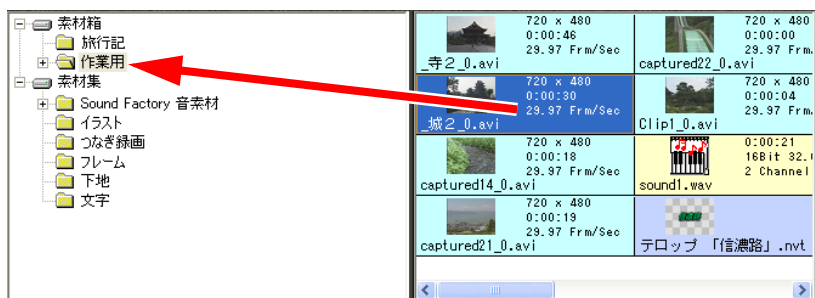 素材箱
旅行記
作業用
素材集
Sound Factory 音素材
イラスト
つなぎ録画
フレーム
下地
文字
720 x 480
0:00:46
29.97 Frm/Sec
_寺2_0.avi
720 x 480
0:00:00
29.97 Frm.
captured22_0.avi
720 x 480
0:00:30
29.97 Frm/Sec
_城2_0.avi
720 x 480
0:00:04
29.97 Frm.
Clip1_0.avi
720 x 480
0:00:18
29.97 Frm/Sec
captured14_0.avi
0:00:21
16Bit 32.
2 Channel
sound1.wav
720 x 480
0:00:19
29.97 Frm/Sec
captured21_0.avi
テロップ 「信濃路」.nvt